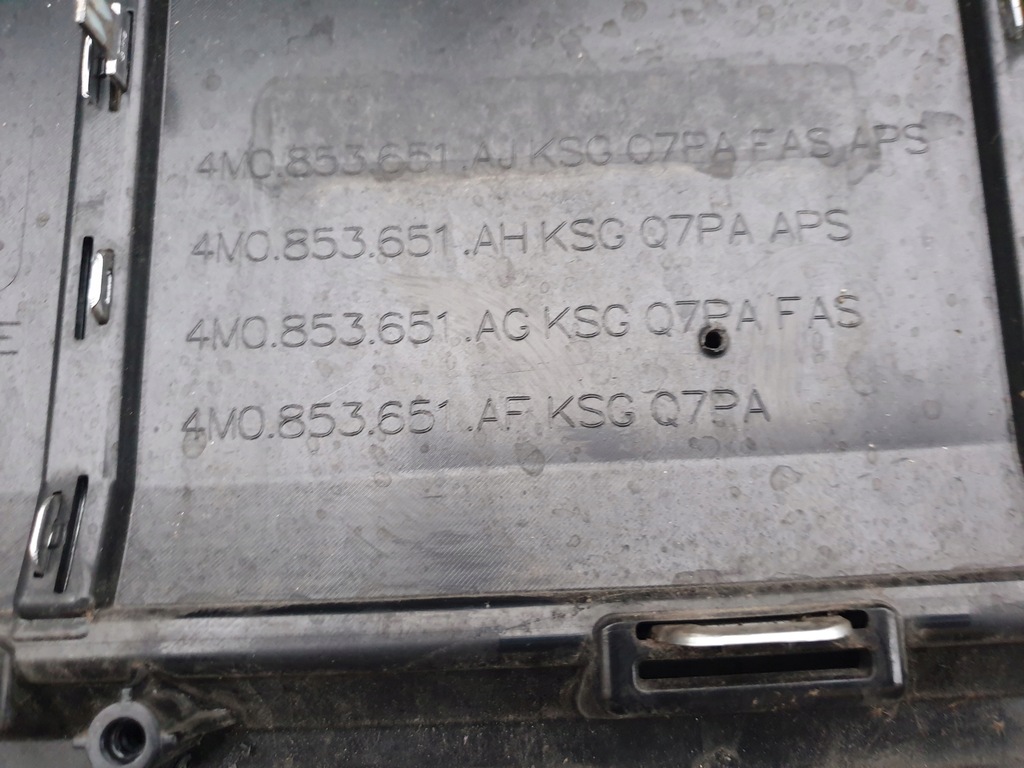 4M0.853.651.AJ KSG Q7PA FAS APS
4M0.853.651.AH KSG Q7PA APS
4M0.853.651.AG KSG Q7PA FAS
4M0.853.651.AF KSG Q7PA